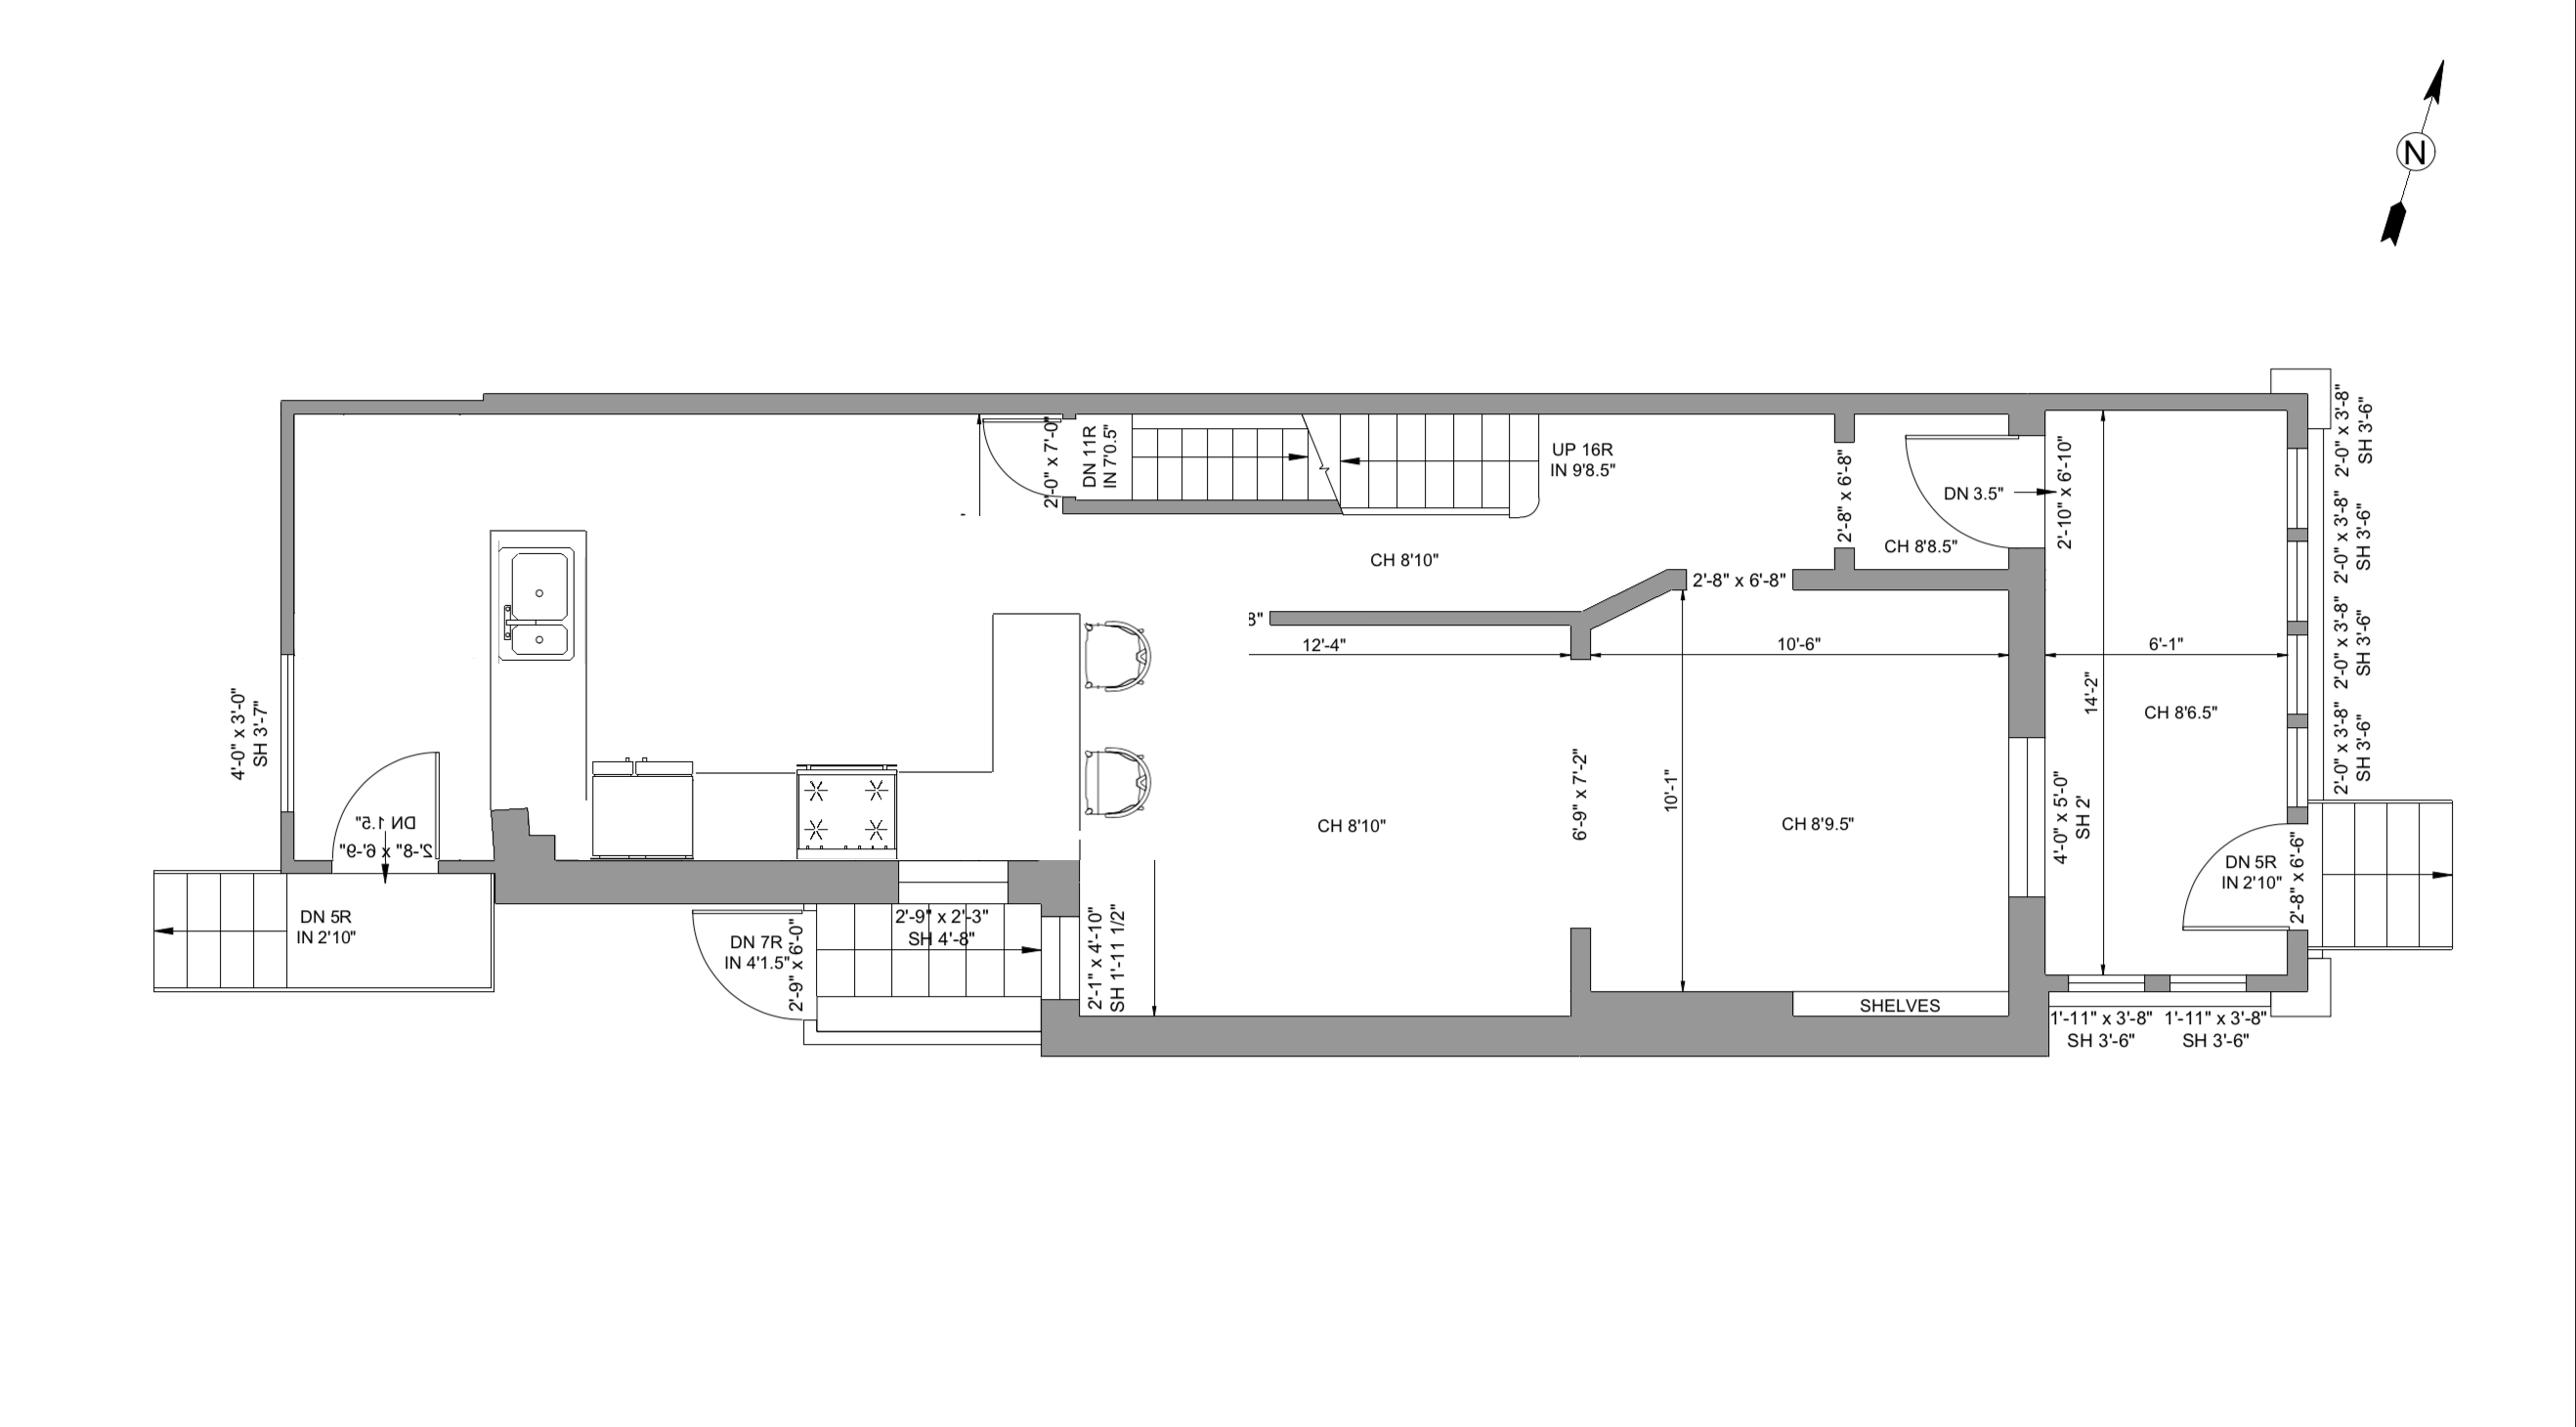 N
2'-0" x 3'-8"
SH 3'-6"
2'-0" x 7'-0"
DN 11R
IN 7'0.5"
UP 16R
IN 9'8.5"
2'-8" x 6'-8"
DN 3.5"
2'-10" x 6'-10"
2'-0" x 3'-8"
SH 3'-6"
CH 8'10"
CH 8'8.5"
2'-8" x 6'-8"
8"
12'-4"
10'-6"
6'-1"
2'-0" x 3'-8"
SH 3'-6"
4'-0" x 3'-0"
SH 3'-7"
14'-2"
CH 8'6.5"
2'-0" x 3'-8"
SH 3'-6"
DN 1.5"
2'-8" x 6'-9"
CH 8'10"
6'-9" x 7'-2"
10'-1"
CH 8'9.5"
4'-0" x 5'-0"
SH 2'
DN 5R
IN 2'10"
2'-8" x 6'-6"
DN 5R
IN 2'10"
DN 7R
IN 4'1.5"
2'-9" x 6'-0"
2'-9" x 2'-3"
SH 4'-8"
2'-1" x 4'-10"
SH 1'-11 1/2"
SHELVES
1'-11" x 3'-8"
SH 3'-6"
1'-11" x 3'-8"
SH 3'-6"